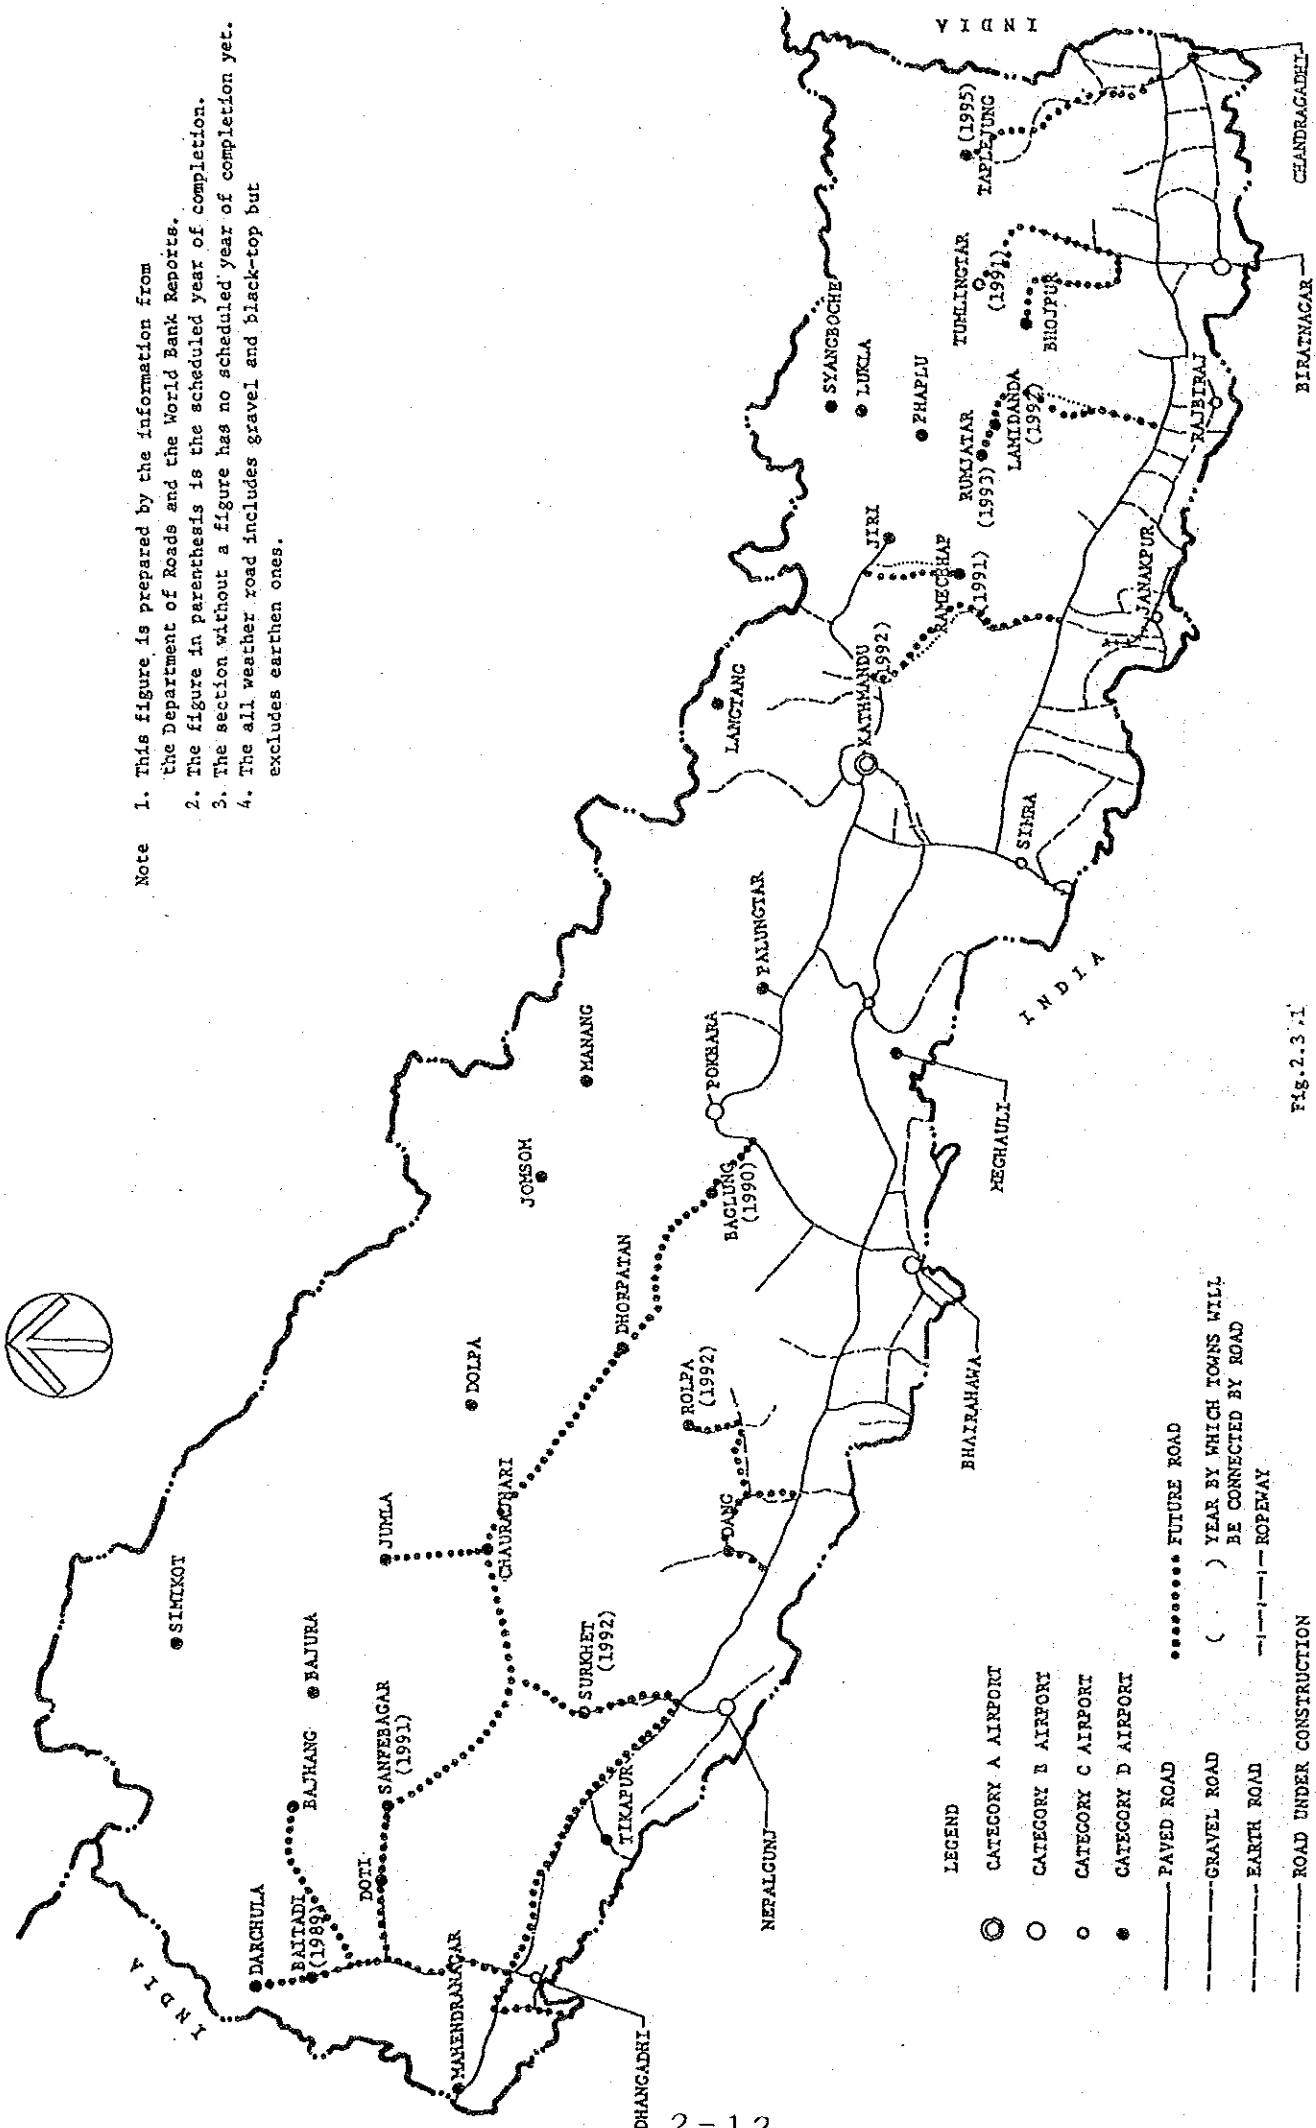 Note 1. This figure is prepared by the information from
the Department of Roads and the World Bank Reports.
2. The figure in parenthesis is the scheduled year of completion.
3. The section without a figure has no scheduled year of completion yet.
4. The all weather road includes gravel and black-top but
excludes earthen ones.
INDIA
DARCHULA
BAITADI
(1989)
BAJHANG
BAJURA
SIMIKOT
DOTI
SANFEBAGAR
(1991)
MAHENDRANAGAR
DHANGADHI
TIKAPUR
JUMLA
CHAURAJHARI
SURKHET
(1992)
NEPALGUNJ
DOLPA
DHORPATAN
ROLPA
(1992)
DANG
JOMSOM
MANANG
BAGLUNG
(1990)
POKHARA
BHAIRAHAWA
MEGHAULI
PALUNGTAR
LANGTANG
KATHMANDU
(1992)
SIMRA
INDIA
JIRI
RAMECHHAP
(1991)
JANAKPUR
SYANGBOCHE
LUKLA
PHAPLU
RUMJATAR
(1993)
LAMIDANDA
(1992)
RAJBIRAJ
TUMLINGTAR
(1991)
BHOJPUR
BIRATNAGAR
TAPLEJUNG
(1995)
CHANDRAGADHI
INDIA
LEGEND
CATEGORY A AIRPORT
CATEGORY B AIRPORT
CATEGORY C AIRPORT
CATEGORY D AIRPORT
PAVED ROAD
GRAVEL ROAD
EARTH ROAD
ROAD UNDER CONSTRUCTION
FUTURE ROAD
( ) YEAR BY WHICH TOWNS WILL
BE CONNECTED BY ROAD
ROPEWAY
Fig.2.3.1
2-12